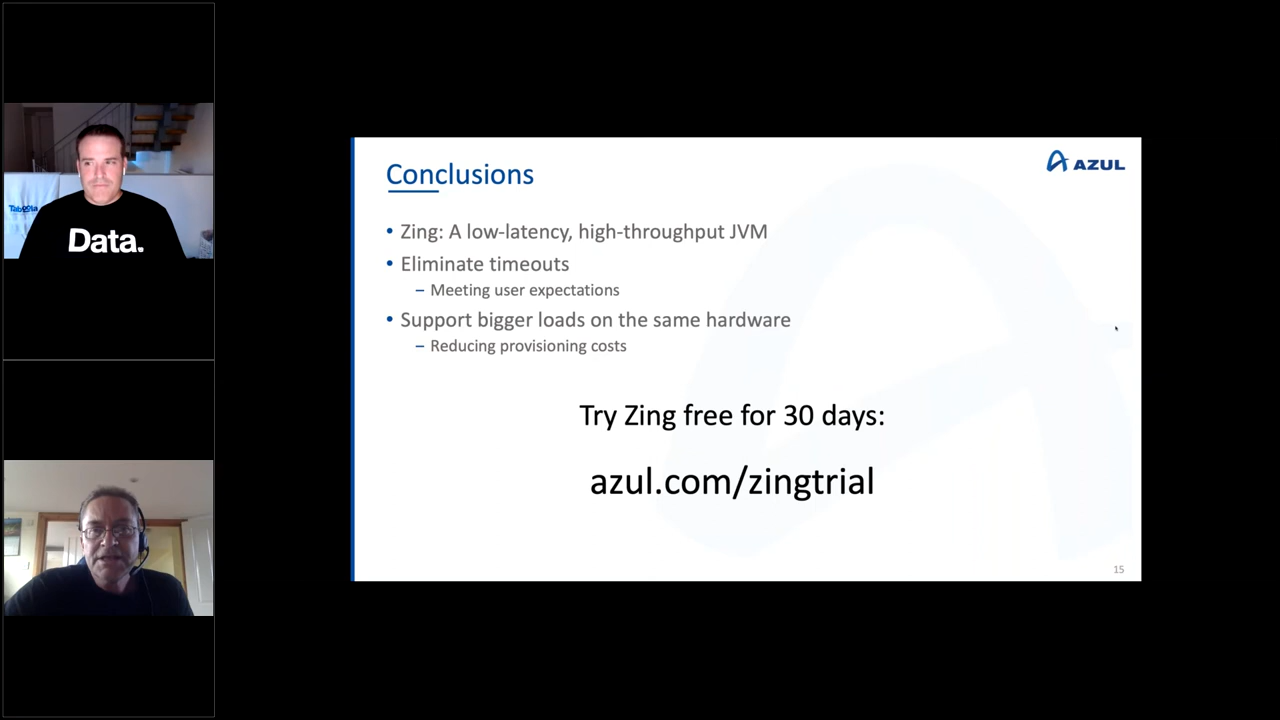 Taboola
Data.
Conclusions
AZUL
• Zing: A low-latency, high-throughput JVM
• Eliminate timeouts
– Meeting user expectations
• Support bigger loads on the same hardware
– Reducing provisioning costs
Try Zing free for 30 days:
azul.com/zingtrial
15